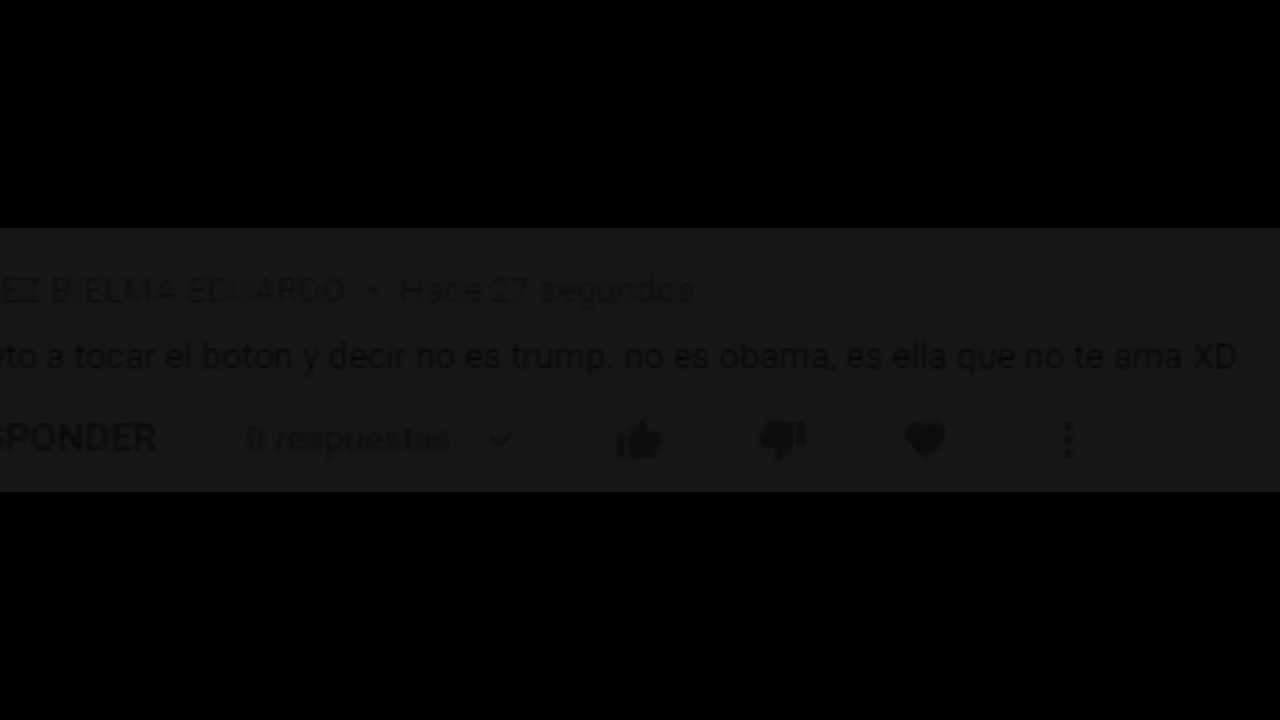 EZ BIELMA EDUARDO · Hace 27 segundos
eto a tocar el boton y decir no es trump. no es obama, es ella que no te ama XD
SPONDER 0 respuestas